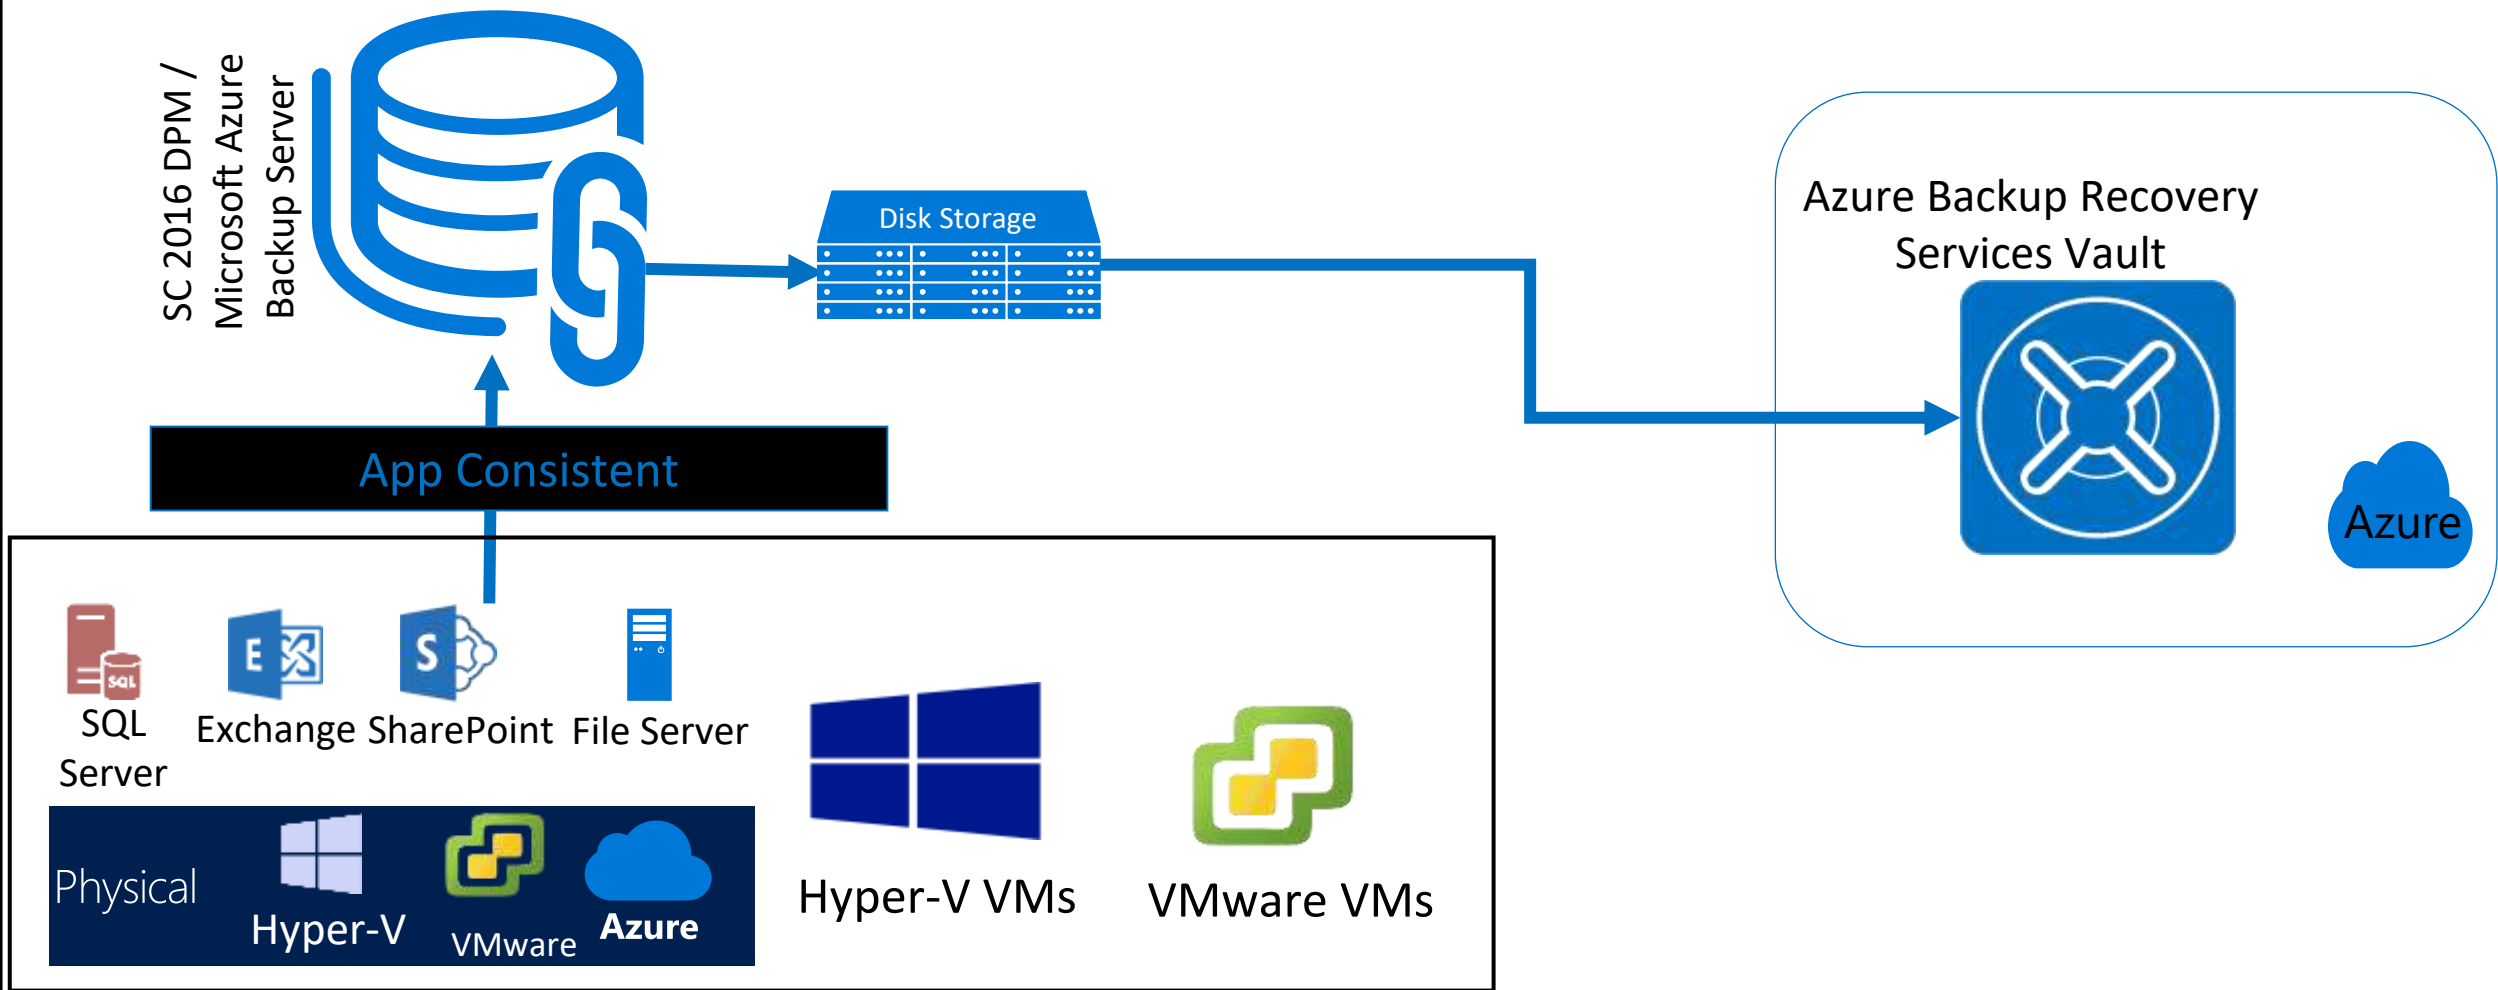 SC 2016 DPM /
Microsoft Azure
Backup Server
Disk Storage
Azure Backup Recovery
Services Vault
Azure
App Consistent
SQL
E
S
SQL
Server
Exchange
SharePoint
File Server
Physical
Hyper-V
VMware
Azure
Hyper-V VMs
VMware VMs